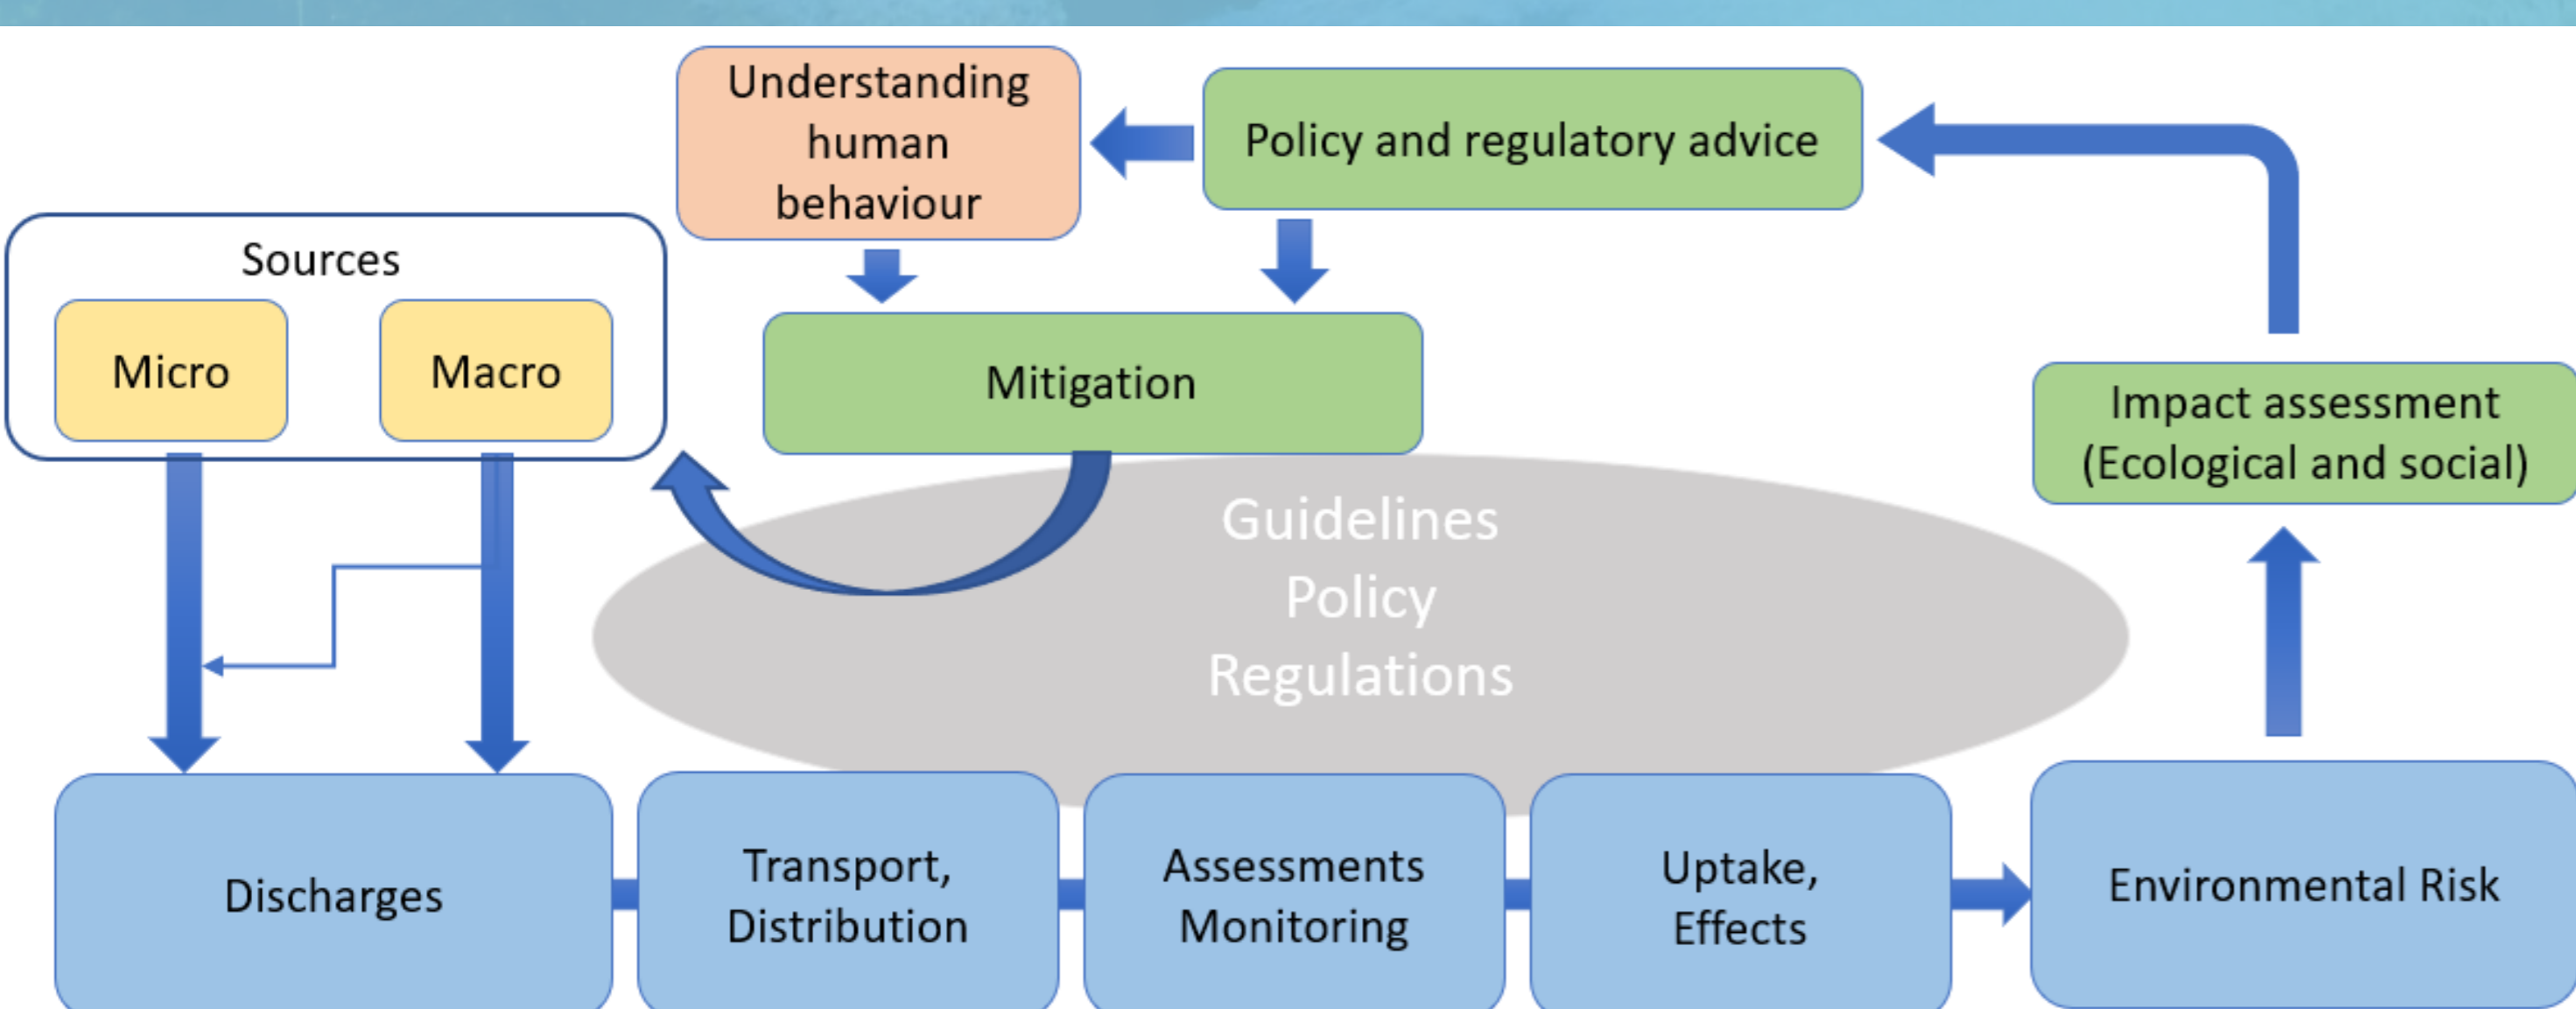 Understanding
human
behaviour
Policy and regulatory advice
Sources
Micro
Macro
Mitigation
Impact assessment
(Ecological and social)
Guidelines
Policy
Regulations
Discharges
Transport,
Distribution
Assessments
Monitoring
Uptake,
Effects
Environmental Risk